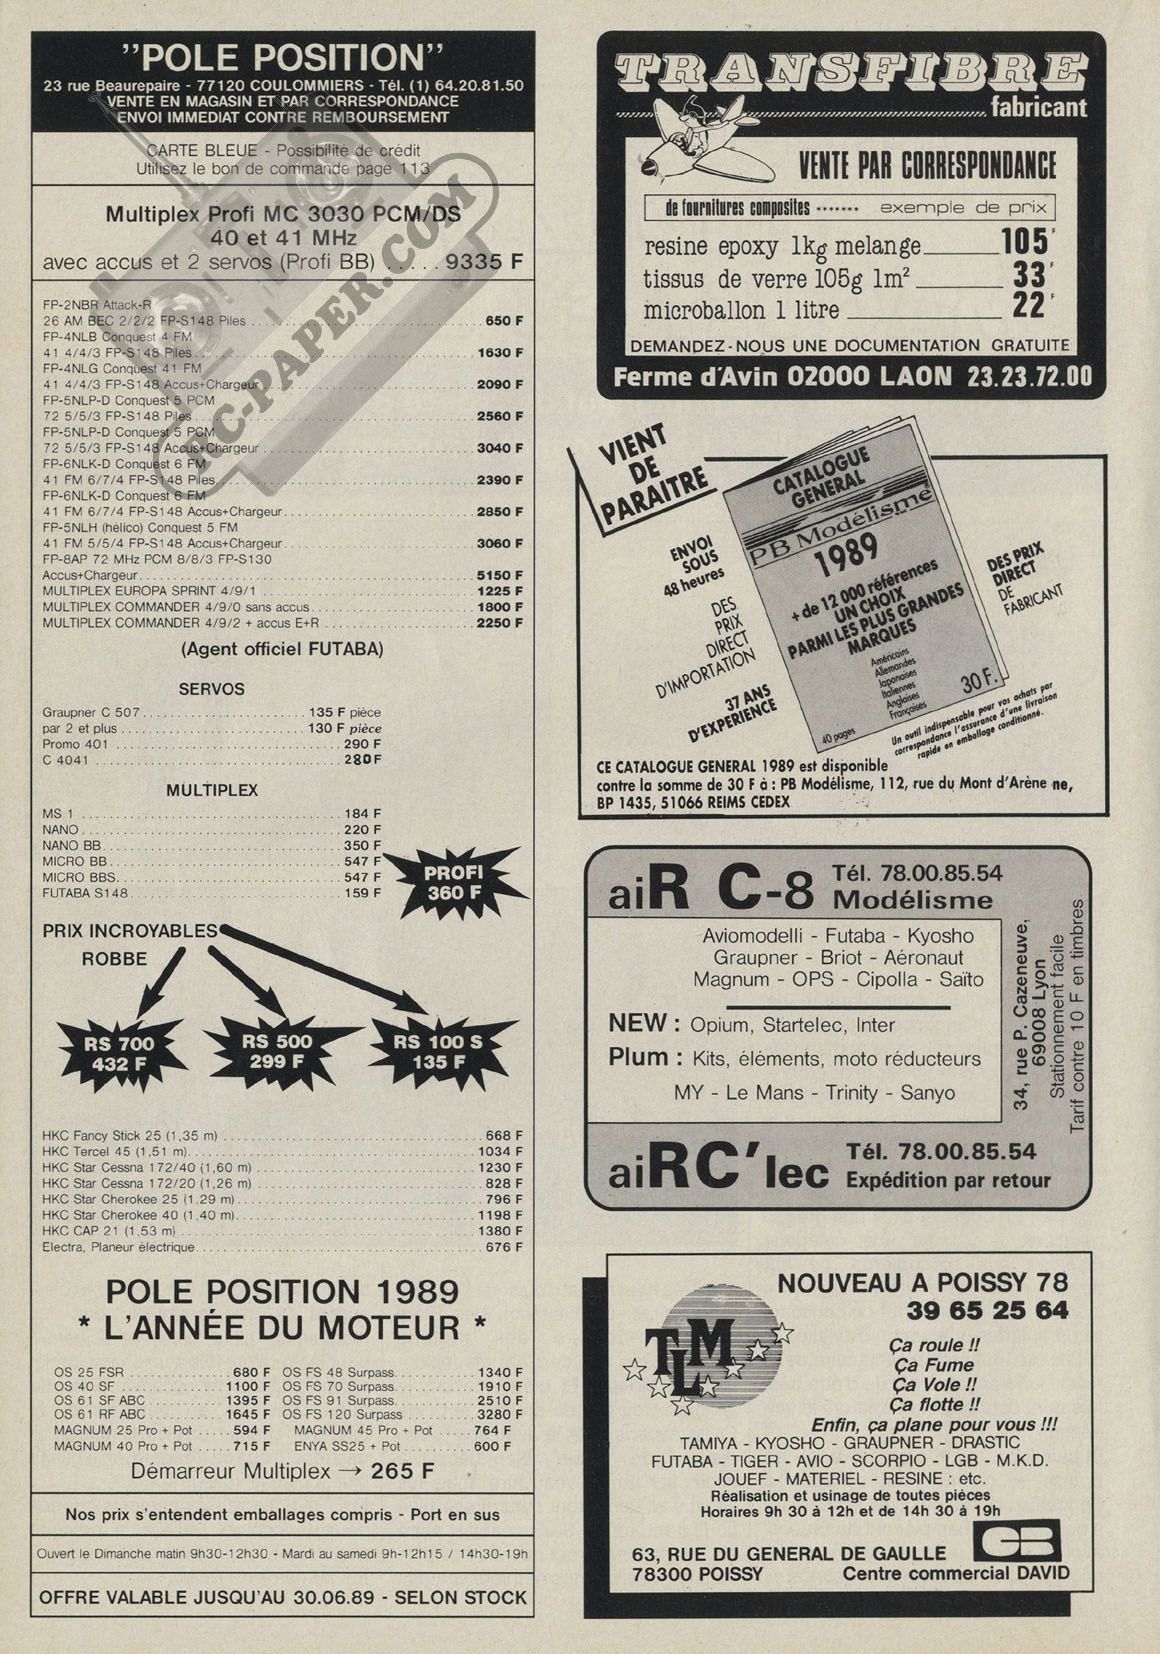 "POLE POSITION"
23 rue Beaurepaire - 77120 COULOMMIERS - Tél. (1) 64.20.81.50
VENTE EN MAGASIN ET PAR CORRESPONDANCE
ENVOI IMMEDIAT CONTRE REMBOURSEMENT
CARTE BLEUE - Possibilité de crédit
Utilisez le bon de commande page 113
Multiplex Profi MC 3030 PCM/DS
40 et 41 MHz
avec accus et 2 servos (Profi BB) ..... 9335 F
FP-2NBR Attack-R
26 AM BEC 2/2/2 FP-S148 Piles ... 650 F
FP-4NLB Conquest 4 FM
41 4/4/3 FP-S148 Piles ... 1630 F
FP-4NLG Conquest 41 FM
41 4/4/3 FP-S148 Accus+Chargeur ... 2090 F
FP-5NLP-D Conquest 5 PCM
72 5/5/3 FP-S148 Piles ... 2560 F
FP-5NLP-D Conquest 5 PCM
72 5/5/3 FP-S148 Accus+Chargeur ... 3040 F
FP-6NLK-D Conquest 6 FM
41 FM 6/7/4 FP-S148 Piles ... 2390 F
FP-6NLK-D Conquest 6 FM
41 FM 6/7/4 FP-S148 Accus+Chargeur ... 2850 F
FP-5NLH (hélico) Conquest 5 FM
41 FM 5/5/4 FP-S148 Accus+Chargeur ... 3060 F
FP-8AP 72 MHz PCM 8/8/3 FP-S130
Accus+Chargeur ... 5150 F
MULTIPLEX EUROPA SPRINT 4/9/1 ... 1225 F
MULTIPLEX COMMANDER 4/9/0 sans accus ... 1800 F
MULTIPLEX COMMANDER 4/9/2 + accus E+R ... 2250 F
(Agent officiel FUTABA)
SERVOS
Graupner C 507 ... 135 F pièce
par 2 et plus ... 130 F pièce
Promo 401 ... 290 F
C 4041 ... 280 F
MULTIPLEX
MS 1 ... 184 F
NANO ... 220 F
NANO BB ... 350 F
MICRO BB ... 547 F
MICRO BBS ... 547 F
FUTABA S148 ... 159 F
PROFI
360 F
PRIX INCROYABLES
ROBBE
RS 700
432 F
RS 500
299 F
RS 100 S
135 F
HKC Fancy Stick 25 (1,35 m) ... 668 F
HKC Tercel 45 (1,51 m) ... 1034 F
HKC Star Cessna 172/40 (1,60 m) ... 1230 F
HKC Star Cessna 172/20 (1,26 m) ... 828 F
HKC Star Cherokee 25 (1,29 m) ... 796 F
HKC Star Cherokee 40 (1,40 m) ... 1198 F
HKC CAP 21 (1,53 m) ... 1380 F
Electra, Planeur électrique ... 676 F
POLE POSITION 1989
* L'ANNÉE DU MOTEUR *
OS 25 FSR ... 680 F OS FS 48 Surpass ... 1340 F
OS 40 SF ... 1100 F OS FS 70 Surpass ... 1910 F
OS 61 SF ABC ... 1395 F OS FS 91 Surpass ... 2510 F
OS 61 RF ABC ... 1645 F OS FS 120 Surpass ... 3280 F
MAGNUM 25 Pro + Pot ..... 594 F MAGNUM 45 Pro + Pot ..... 764 F
MAGNUM 40 Pro + Pot ..... 715 F ENYA SS25 + Pot ... 600 F
Démarreur Multiplex → 265 F
Nos prix s'entendent emballages compris - Port en sus
Ouvert le Dimanche matin 9h30-12h30 - Mardi au samedi 9h-12h15 / 14h30-19h
OFFRE VALABLE JUSQU'AU 30.06.89 - SELON STOCK
RC-PAPER.COM
TRANSFIBRE
fabricant
VENTE PAR CORRESPONDANCE
de fournitures composites ....... exemple de prix
resine epoxy 1kg melange 105 F
tissus de verre 105g 1m² 33 F
microballon 1 litre 22 F
DEMANDEZ-NOUS UNE DOCUMENTATION GRATUITE
Ferme d'Avin 02000 LAON 23.23.72.00
VIENT
DE
PARAITRE
ENVOI
SOUS
48 heures
DES
PRIX
DIRECT
D'IMPORTATION
37 ANS
D'EXPERIENCE
CATALOGUE
GENERAL
PB Modélisme
1989
+ de 12 000 références
UN CHOIX
PARMI LES PLUS GRANDES
MARQUES
Américains
Allemandes
Japonaises
Italiennes
Anglaises
Françaises
30 F.
40 pages
DES PRIX
DIRECT
DE
FABRICANT
Un outil indispensable pour vos achats par
correspondance l'assurance d'une livraison
rapide en emballage conditionné.
CE CATALOGUE GENERAL 1989 est disponible
contre la somme de 30 F à : PB Modélisme, 112, rue du Mont d'Arène ne,
BP 1435, 51066 REIMS CEDEX
aiR C-8 Tél. 78.00.85.54
Modélisme
Aviomodelli - Futaba - Kyosho
Graupner - Briot - Aéronaut
Magnum - OPS - Cipolla - Saïto
NEW : Opium, Startelec, Inter
Plum : Kits, éléments, moto réducteurs
MY - Le Mans - Trinity - Sanyo
34, rue P. Cazeneuve,
69008 Lyon
Stationnement facile
Tarif contre 10 F en timbres
aiRC'lec Tél. 78.00.85.54
Expédition par retour
NOUVEAU A POISSY 78
39 65 25 64
TLM
Ça roule !!
Ça Fume
Ça Vole !!
Ça flotte !!
Enfin, ça plane pour vous !!!
TAMIYA - KYOSHO - GRAUPNER - DRASTIC
FUTABA - TIGER - AVIO - SCORPIO - LGB - M.K.D.
JOUEF - MATERIEL - RESINE : etc.
Réalisation et usinage de toutes pièces
Horaires 9h 30 à 12h et de 14h 30 à 19h
CB
63, RUE DU GENERAL DE GAULLE
78300 POISSY Centre commercial DAVID